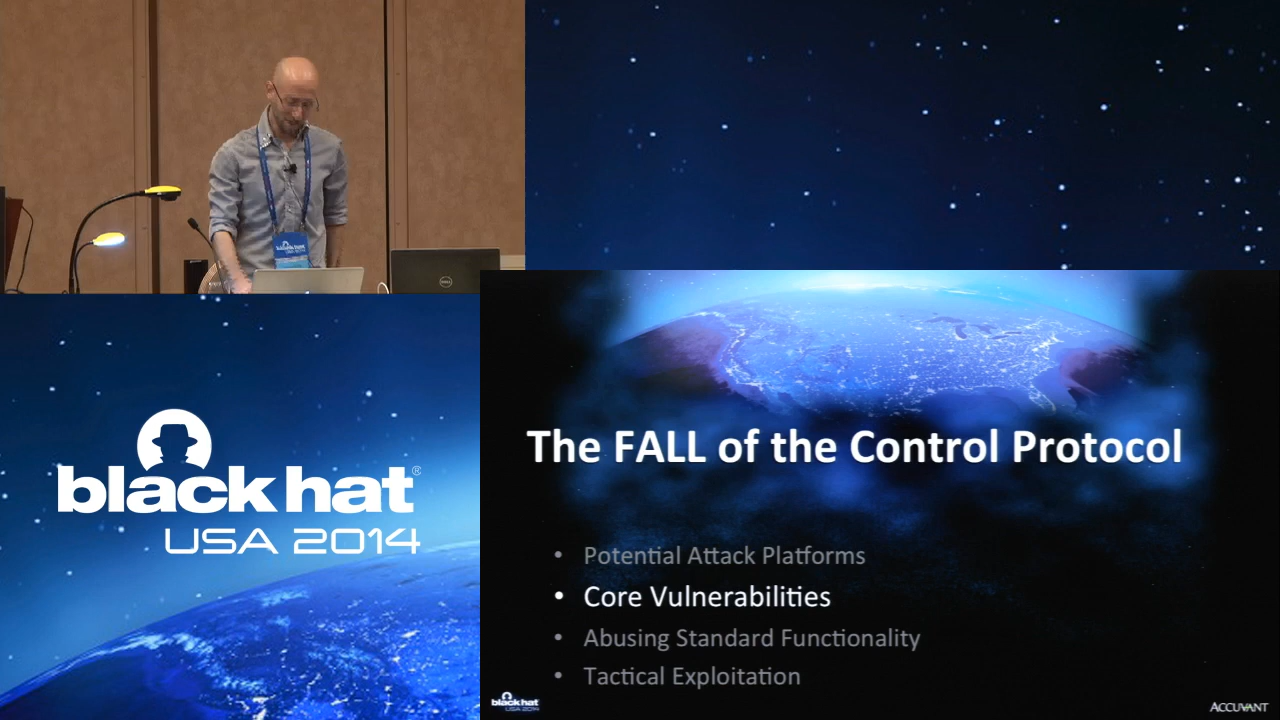 black hat®
USA 2014
The FALL of the Control Protocol
• Potential Attack Platforms
• Core Vulnerabilities
• Abusing Standard Functionality
• Tactical Exploitation
black hat
USA 2014
ACCUVANT
DELL